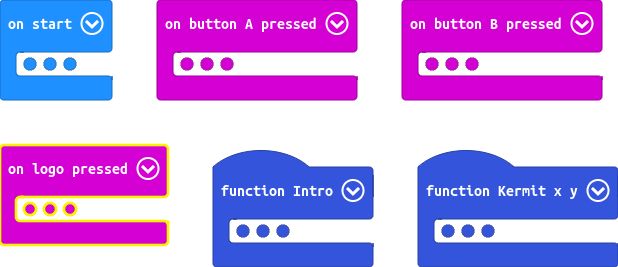 on start
on button A pressed
on button B pressed
on logo pressed
function Intro
function Kermit x y